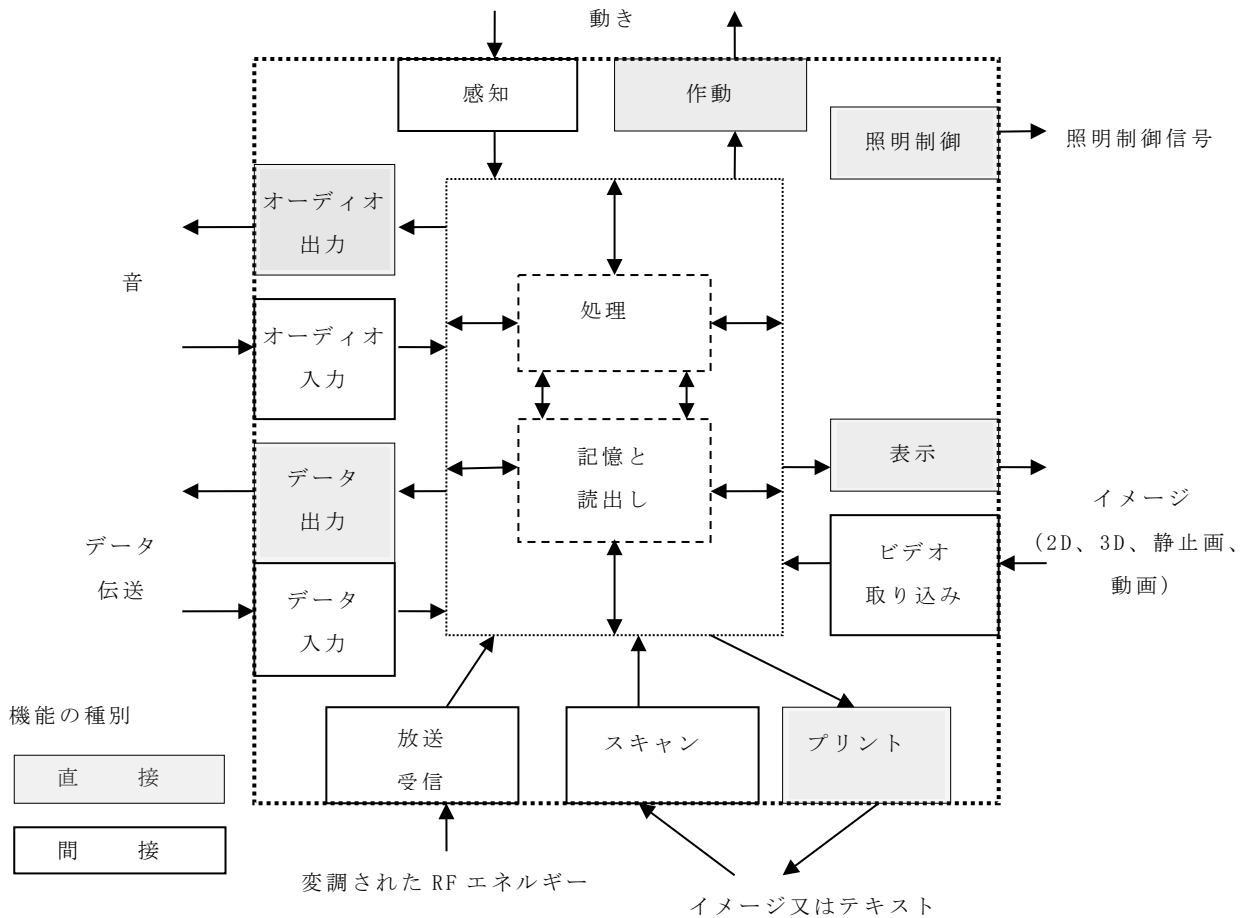 動き
感知
作動
照明制御
照明制御信号
オーディオ
出力
音
オーディオ
入力
処理
記憶と
読出し
表示
イメージ
(2D、3D、静止画、
動画)
ビデオ
取り込み
データ
出力
データ
伝送
データ
入力
機能の種別
直 接
間 接
放送
受信
スキャン
プリント
変調された RF エネルギー
イメージ又はテキスト